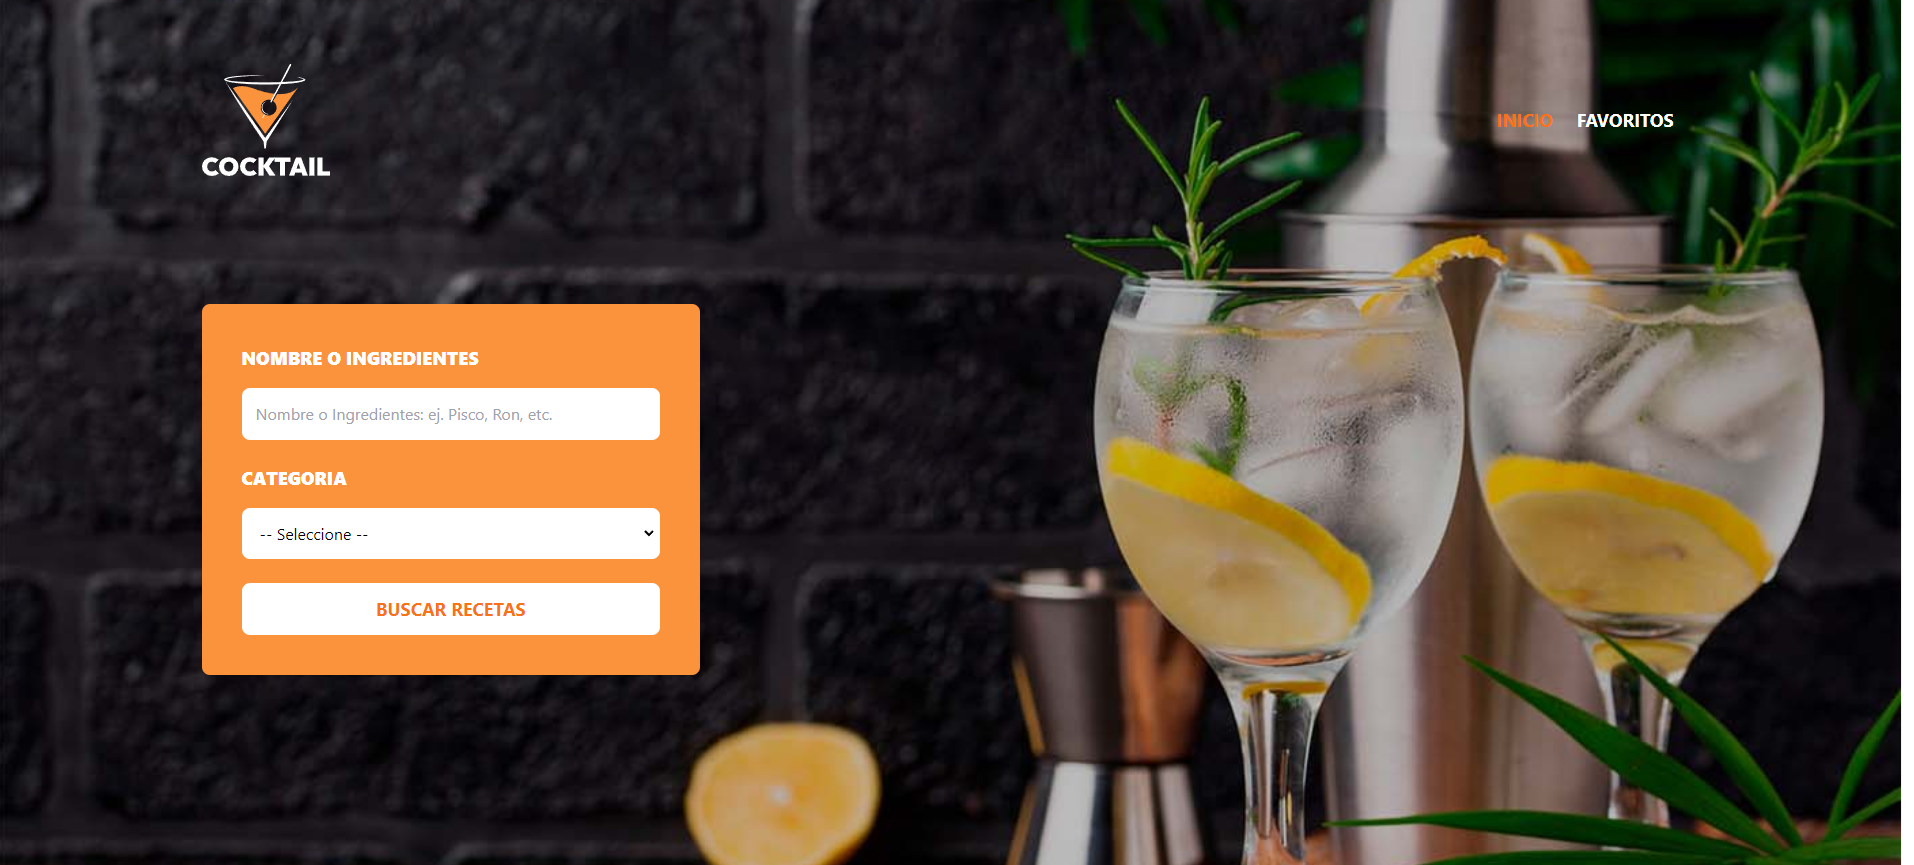 COCKTAIL
INICIO FAVORITOS
NOMBRE O INGREDIENTES
Nombre o Ingredientes: ej. Pisco, Ron, etc.
CATEGORIA
-- Seleccione --
BUSCAR RECETAS